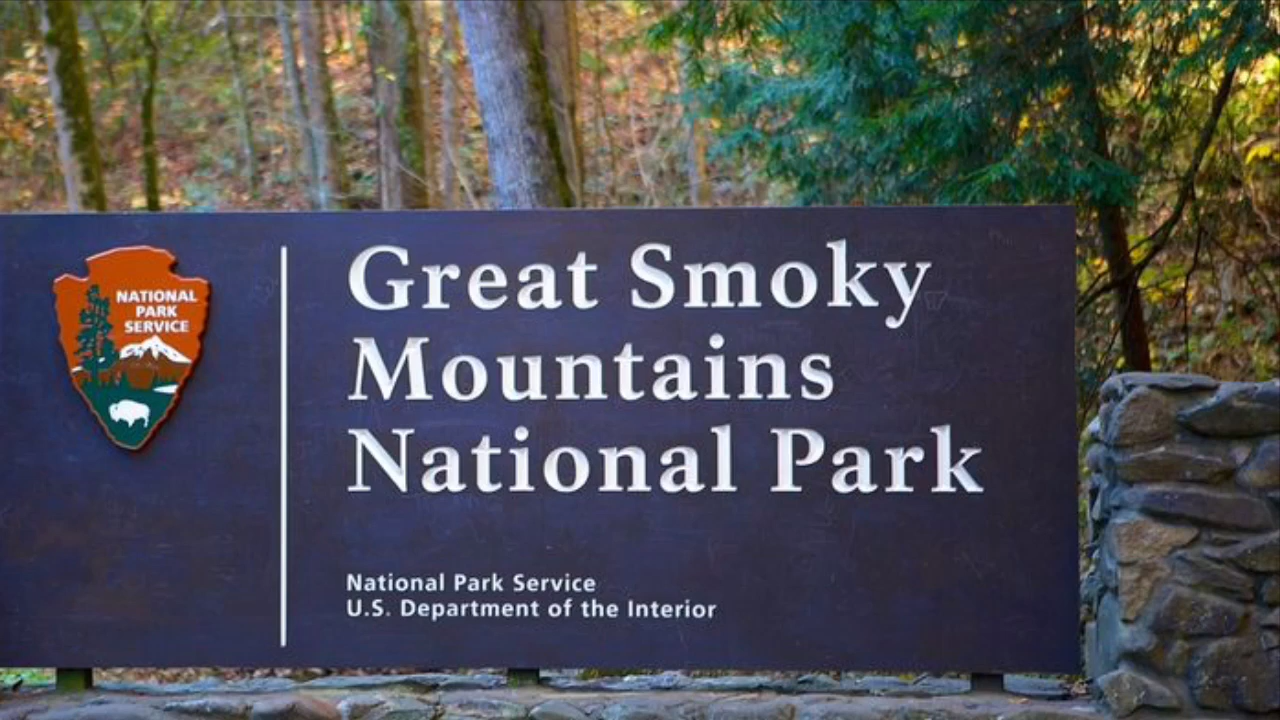 NATIONAL
PARK
SERVICE
Great Smoky
Mountains
National Park
National Park Service
U.S. Department of the Interior